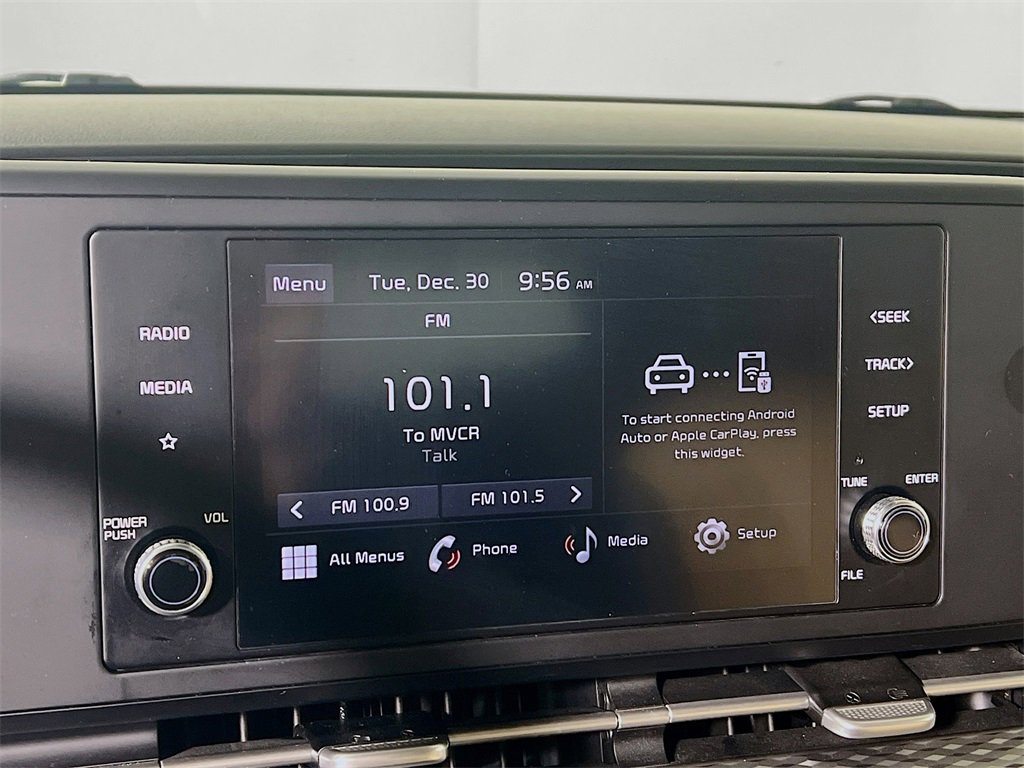 Menu Tue, Dec. 30 9:56 AM
FM
101.1
To MVCR
Talk
< FM 100.9 FM 101.5 >
To start connecting Android
Auto or Apple CarPlay, press
this widget.
All Menus Phone Media Setup
RADIO
MEDIA
POWER
PUSH
VOL
<SEEK
TRACK>
SETUP
TUNE
ENTER
FILE